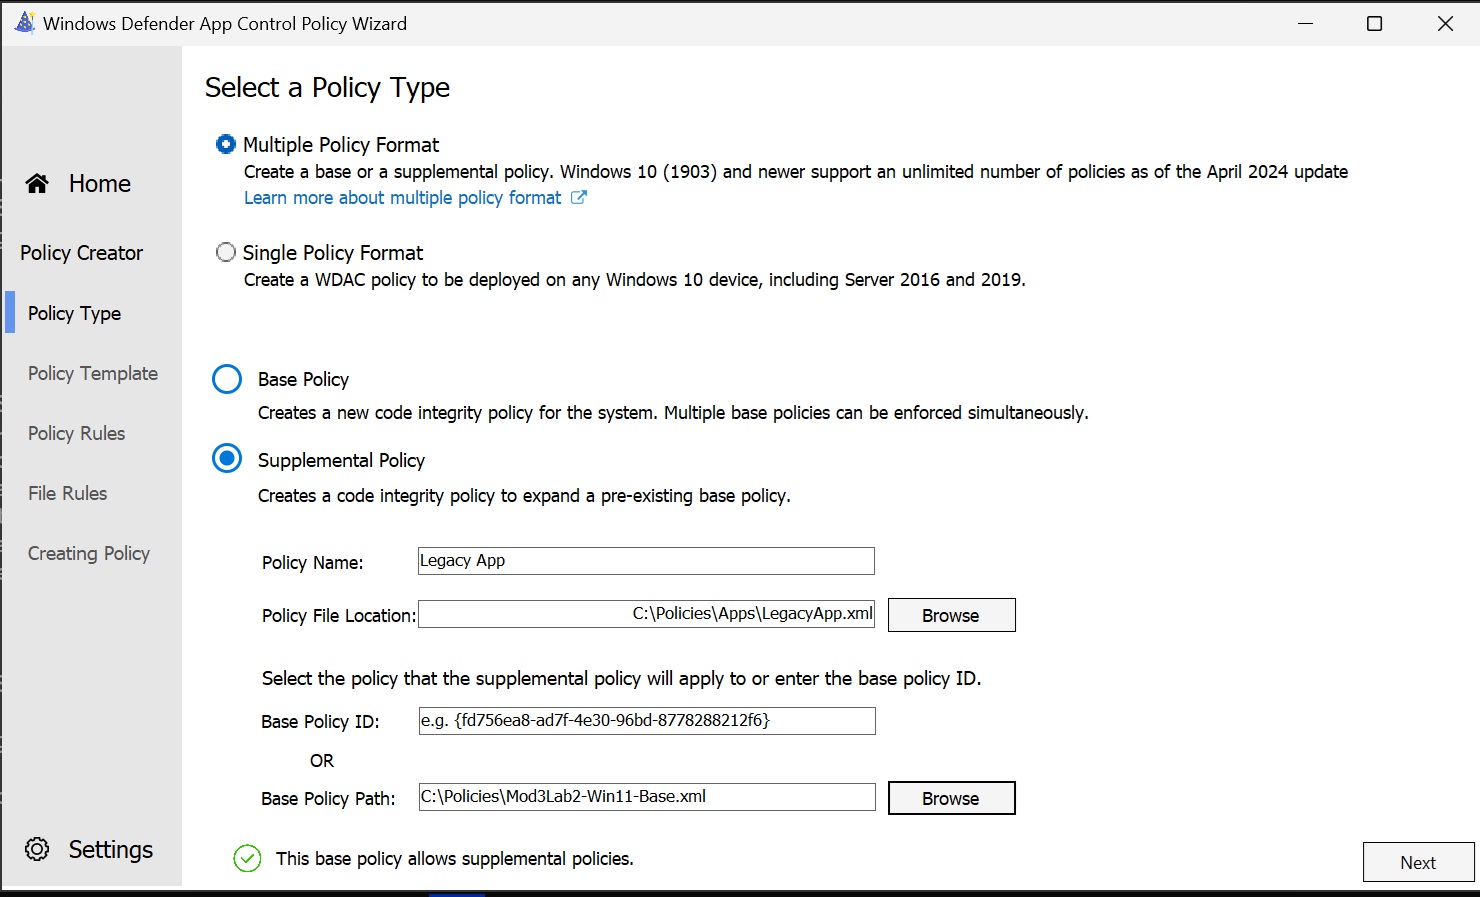 Windows Defender App Control Policy Wizard
Home
Policy Creator
Policy Type
Policy Template
Policy Rules
File Rules
Creating Policy
Settings
Select a Policy Type
Multiple Policy Format
Create a base or a supplemental policy. Windows 10 (1903) and newer support an unlimited number of policies as of the April 2024 update
Learn more about multiple policy format
Single Policy Format
Create a WDAC policy to be deployed on any Windows 10 device, including Server 2016 and 2019.
Base Policy
Creates a new code integrity policy for the system. Multiple base policies can be enforced simultaneously.
Supplemental Policy
Creates a code integrity policy to expand a pre-existing base policy.
Policy Name: Legacy App
Policy File Location: C:\Policies\Apps\LegacyApp.xml Browse
Select the policy that the supplemental policy will apply to or enter the base policy ID.
Base Policy ID: e.g. {fd756ea8-ad7f-4e30-96bd-8778288212f6}
OR
Base Policy Path: C:\Policies\Mod3Lab2-Win11-Base.xml Browse
This base policy allows supplemental policies.
Next